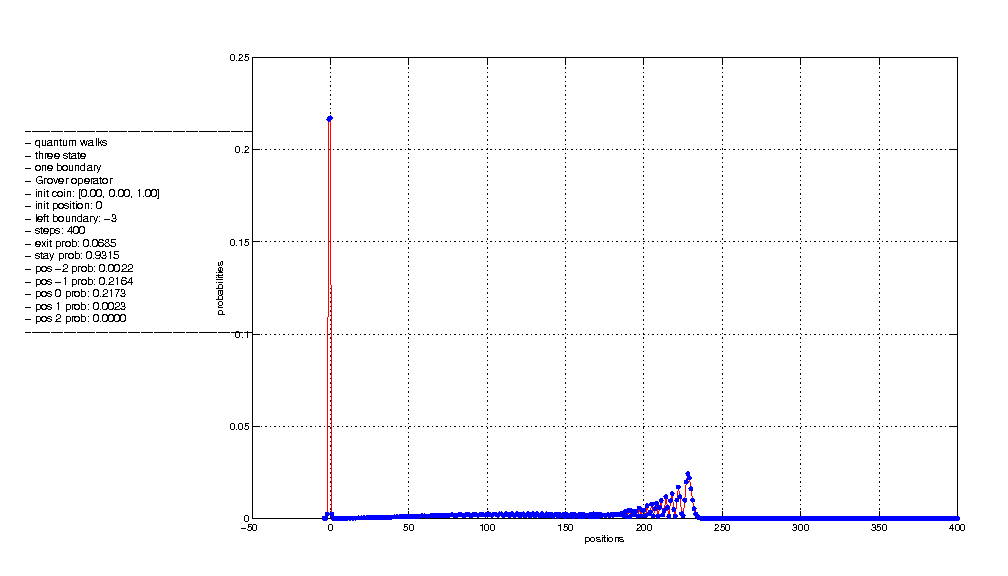 – quantum walks
– three state
– one boundary
– Grover operator
– init coin: [0.00, 0.00, 1.00]
– init position: 0
– left boundary: –3
– steps: 400
– exit prob: 0.0685
– stay prob: 0.9315
– pos –2 prob: 0.0022
– pos –1 prob: 0.2164
– pos 0 prob: 0.2173
– pos 1 prob: 0.0023
– pos 2 prob: 0.0000
probabilities
0.25
0.2
0.15
0.1
0.05
0
–50
0
50
100
150
200
250
300
350
400
positions